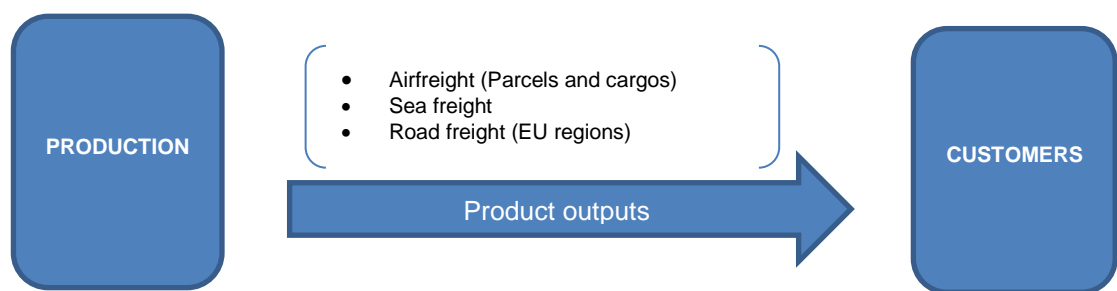 PRODUCTION
• Airfreight (Parcels and cargos)
• Sea freight
• Road freight (EU regions)
Product outputs
CUSTOMERS